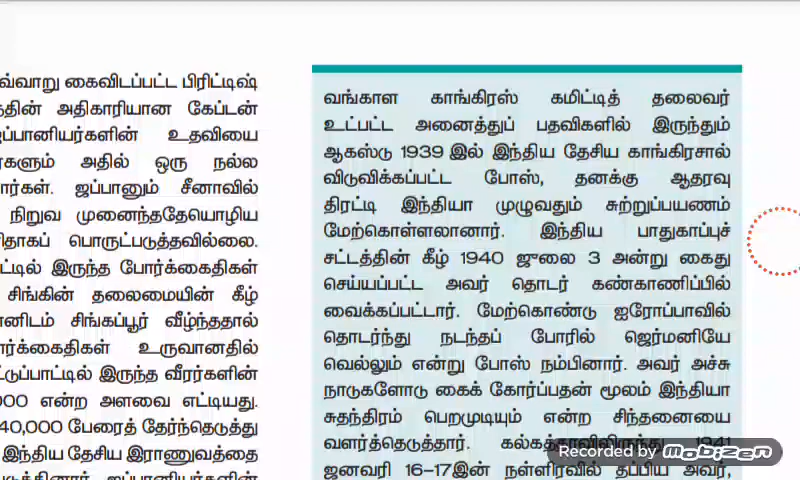 வ்வாறு கைவிடப்பட்ட பிரிட்டிஷ்
த்தின் அதிகாரியான கேப்டன்
ஜப்பானியர்களின் உதவியை
ர்களும் அதில் ஒரு நல்ல
ார்கள். ஜப்பானும் சீனாவில்
நிறுவ முனைந்ததேயொழிய
ிதாகப் பொருட்படுத்தவில்லை.
ட்டில் இருந்த போர்க்கைதிகள்
சிங்கின் தலைமையின் கீழ்
ானிடம் சிங்கப்பூர் வீழ்ந்ததால்
ார்க்கைதிகள் உருவானதில்
ட்டுப்பாட்டில் இருந்த வீரர்களின்
000 என்ற அளவை எட்டியது.
40,000 பேரைத் தேர்ந்தெடுத்து
இந்திய தேசிய இராணுவத்தை
வங்காள காங்கிரஸ் கமிட்டித் தலைவர்
உட்பட்ட அனைத்துப் பதவிகளில் இருந்தும்
ஆகஸ்டு 1939 இல் இந்திய தேசிய காங்கிரசால்
விடுவிக்கப்பட்ட போஸ், தனக்கு ஆதரவு
திரட்டி இந்தியா முழுவதும் சுற்றுப்பயணம்
மேற்கொள்ளலானார். இந்திய பாதுகாப்புச்
சட்டத்தின் கீழ் 1940 ஜுலை 3 அன்று கைது
செய்யப்பட்ட அவர் தொடர் கண்காணிப்பில்
வைக்கப்பட்டார். மேற்கொண்டு ஐரோப்பாவில்
தொடர்ந்து நடந்தப் போரில் ஜெர்மனியே
வெல்லும் என்று போஸ் நம்பினார். அவர் அச்சு
நாடுகளோடு கைக் கோர்ப்பதன் மூலம் இந்தியா
சுதந்திரம் பெறமுடியும் என்ற சிந்தனையை
வளர்த்தெடுத்தார். கல்கத்தாவிலிருந்து 1941
ஜனவரி 16–17இன் நள்ளிரவில் தப்பிய அவர்,
Recorded by Mobizen